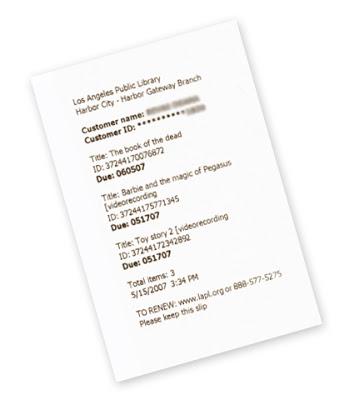 Los Angeles Public Library
Harbor City - Harbor Gateway Branch
Customer name:
Customer ID: **********
Title: The book of the dead
ID: 37244170076872
Due: 060507
Title: Barbie and the magic of Pegasus
[videorecording
ID: 37244175771345
Due: 051707
Title: Toy story 2 [videorecording
ID: 37244172342892
Due: 051707
Total items: 3
5/15/2007 3:34 PM
TO RENEW: www.lapl.org or 888-577-5275
Please keep this slip